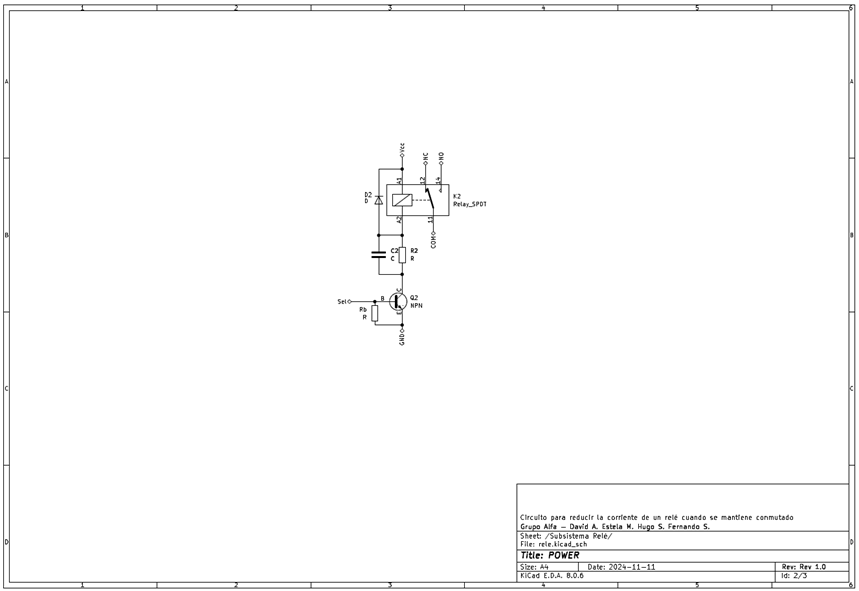 1 2 3 4 5 6
A A
Vcc
NC NO
A1 12 14
D2
D
K2
Relay_SPDT
A2 11
B B
COM
C2 R2
C R
C
Sel B Q2
NPN
E
Rb
R
GND
C C
Circuito para reducir la corriente de un relé cuando se mantiene conmutado
Grupo Alfa – David A. Estela M. Hugo S. Fernando S.
Sheet: /Subsistema Relé/
File: rele.kicad_sch
D D
Title: POWER
Size: A4 Date: 2024-11-11 Rev: Rev 1.0
KiCad E.D.A. 8.0.6 Id: 2/3
1 2 3 4 5 6